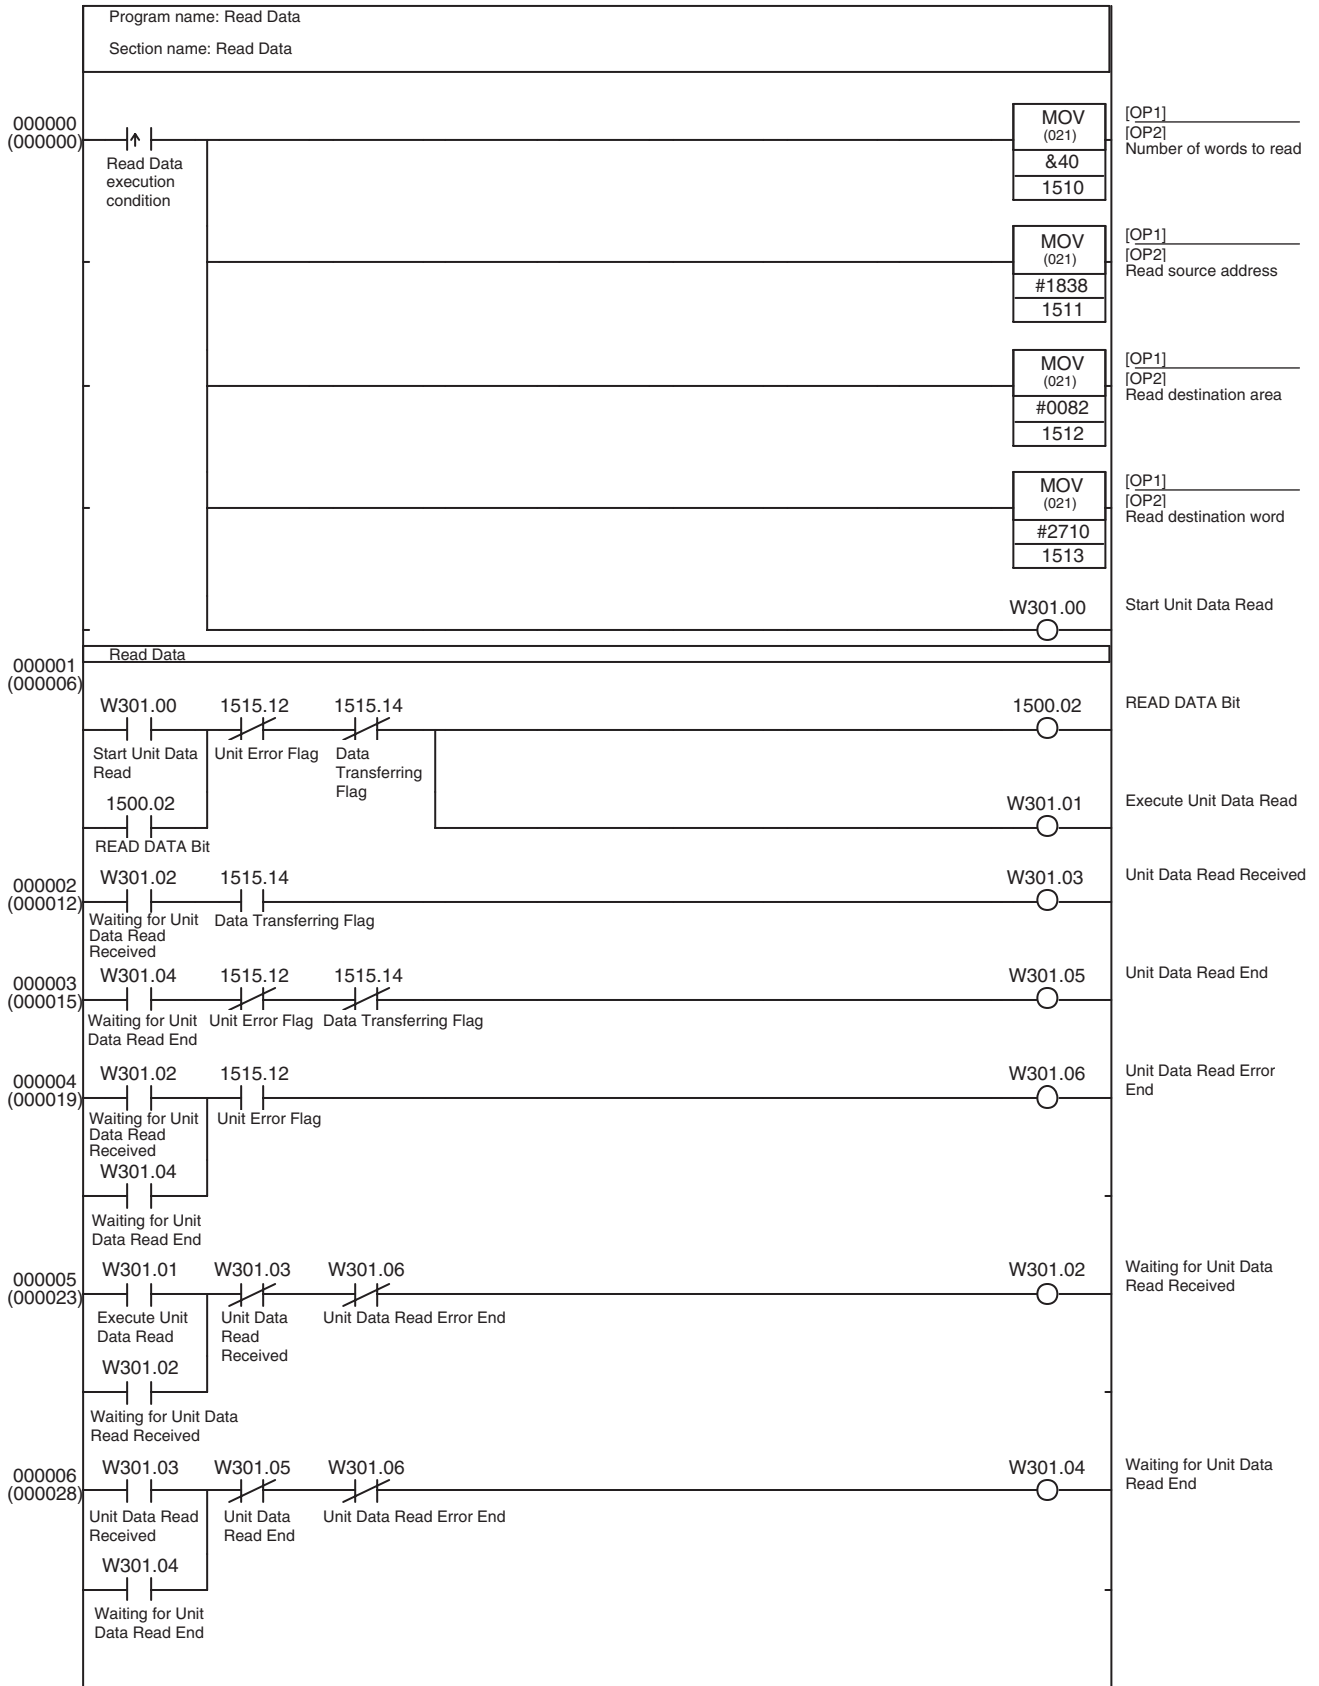 Program name: Read Data
Section name: Read Data
000000
(000000)
Read Data
execution
condition
MOV
(021)
&40
1510
[OP1]
[OP2]
Number of words to read
MOV
(021)
#1838
1511
[OP1]
[OP2]
Read source address
MOV
(021)
#0082
1512
[OP1]
[OP2]
Read destination area
MOV
(021)
#2710
1513
[OP1]
[OP2]
Read destination word
W301.00
Start Unit Data Read
Read Data
000001
(000006)
W301.00 1515.12 1515.14 1500.02
READ DATA Bit
Start Unit Data
Read
Unit Error Flag
Data
Transferring
Flag
1500.02
READ DATA Bit
W301.01
Execute Unit Data Read
000002
(000012)
W301.02 1515.14 W301.03
Unit Data Read Received
Waiting for Unit
Data Read
Received
Data Transferring Flag
000003
(000015)
W301.04 1515.12 1515.14 W301.05
Unit Data Read End
Waiting for Unit
Data Read End
Unit Error Flag
Data Transferring Flag
000004
(000019)
W301.02 1515.12 W301.06
Unit Data Read Error
End
Waiting for Unit
Data Read
Received
Unit Error Flag
W301.04
Waiting for Unit
Data Read End
000005
(000023)
W301.01 W301.03 W301.06 W301.02
Waiting for Unit Data
Read Received
Execute Unit
Data Read
Unit Data
Read
Received
Unit Data Read Error End
W301.02
Waiting for Unit Data
Read Received
000006
(000028)
W301.03 W301.05 W301.06 W301.04
Waiting for Unit Data
Read End
Unit Data Read
Received
Unit Data
Read End
Unit Data Read Error End
W301.04
Waiting for Unit
Data Read End